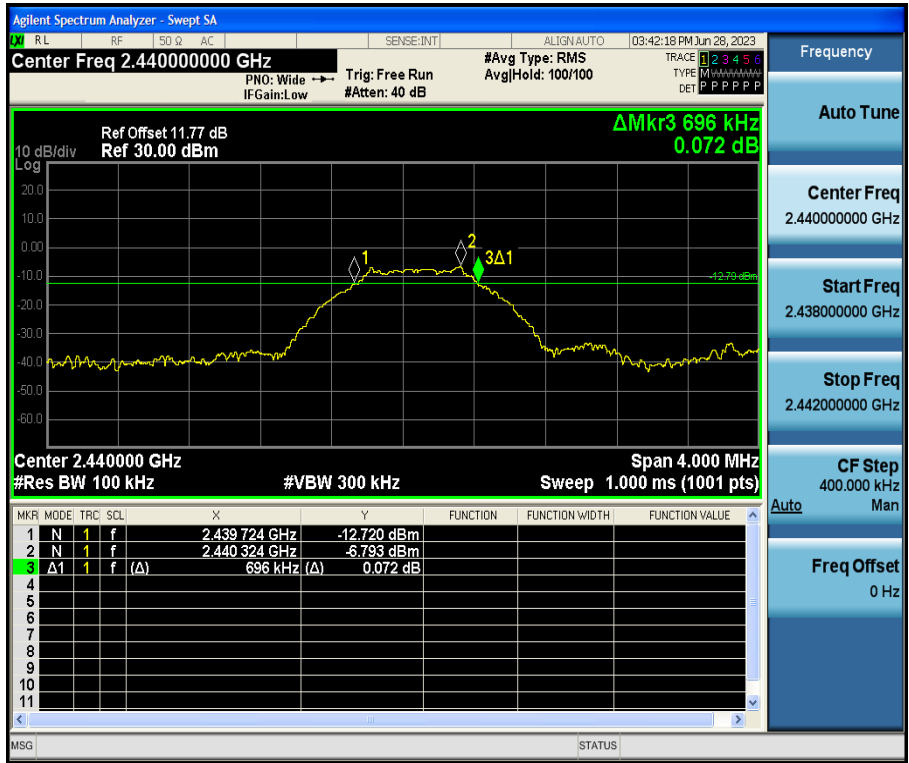 Agilent Spectrum Analyzer - Swept SA
LXI RL RF 50 Ω AC SENSE:INT ALIGN AUTO 03:42:18 PM Jun 28, 2023
Center Freq 2.440000000 GHz
PNO: Wide
IFGain:Low
Trig: Free Run
#Atten: 40 dB
#Avg Type: RMS
Avg|Hold: 100/100
TRACE 1 2 3 4 5 6
TYPE M WWWWW
DET P P P P P P
Frequency
Auto Tune
ΔMkr3 696 kHz
0.072 dB
Ref Offset 11.77 dB
10 dB/div Ref 30.00 dBm
Log
20.0
10.0
0.00
-10.0
-20.0
-30.0
-40.0
-50.0
-60.0
1
2
3Δ1
-12.79 dBm
Center 2.440000 GHz Span 4.000 MHz
#Res BW 100 kHz #VBW 300 kHz Sweep 1.000 ms (1001 pts)
Center Freq
2.440000000 GHz
Start Freq
2.438000000 GHz
Stop Freq
2.442000000 GHz
CF Step
400.000 kHz
Auto Man
Freq Offset
0 Hz
MKR MODE TRC SCL X Y FUNCTION FUNCTION WIDTH FUNCTION VALUE
1 N 1 f 2.439 724 GHz -12.720 dBm
2 N 1 f 2.440 324 GHz -6.793 dBm
3 Δ1 1 f (Δ) 696 kHz (Δ) 0.072 dB
4
5
6
7
8
9
10
11
MSG STATUS